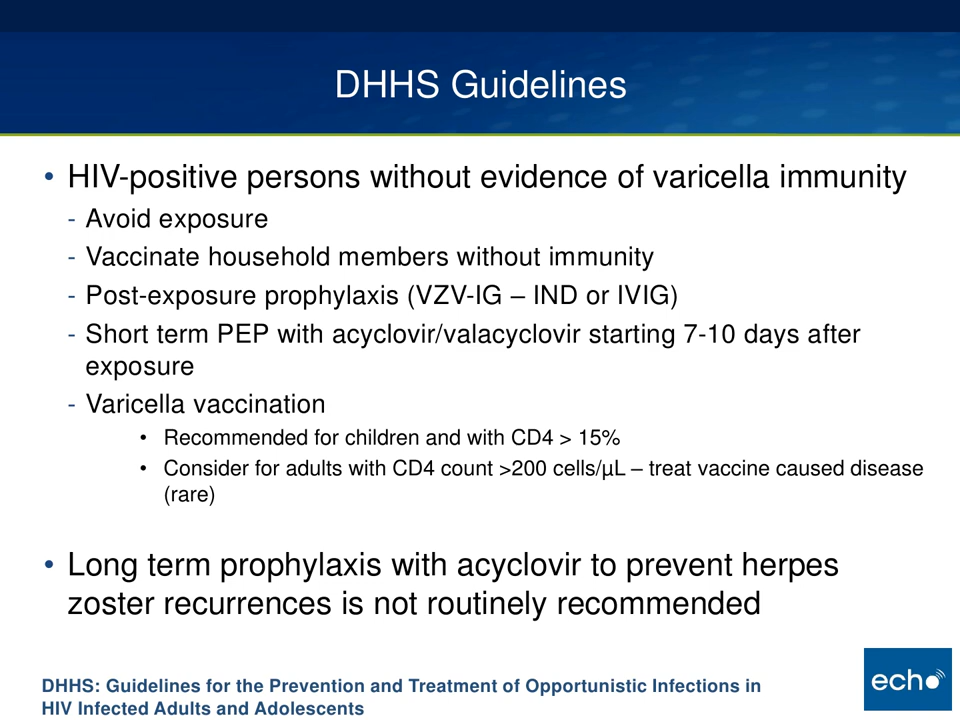 DHHS Guidelines
• HIV-positive persons without evidence of varicella immunity
- Avoid exposure
- Vaccinate household members without immunity
- Post-exposure prophylaxis (VZV-IG – IND or IVIG)
- Short term PEP with acyclovir/valacyclovir starting 7-10 days after
exposure
- Varicella vaccination
• Recommended for children and with CD4 > 15%
• Consider for adults with CD4 count >200 cells/µL – treat vaccine caused disease
(rare)
• Long term prophylaxis with acyclovir to prevent herpes
zoster recurrences is not routinely recommended
DHHS: Guidelines for the Prevention and Treatment of Opportunistic Infections in
HIV Infected Adults and Adolescents
echo